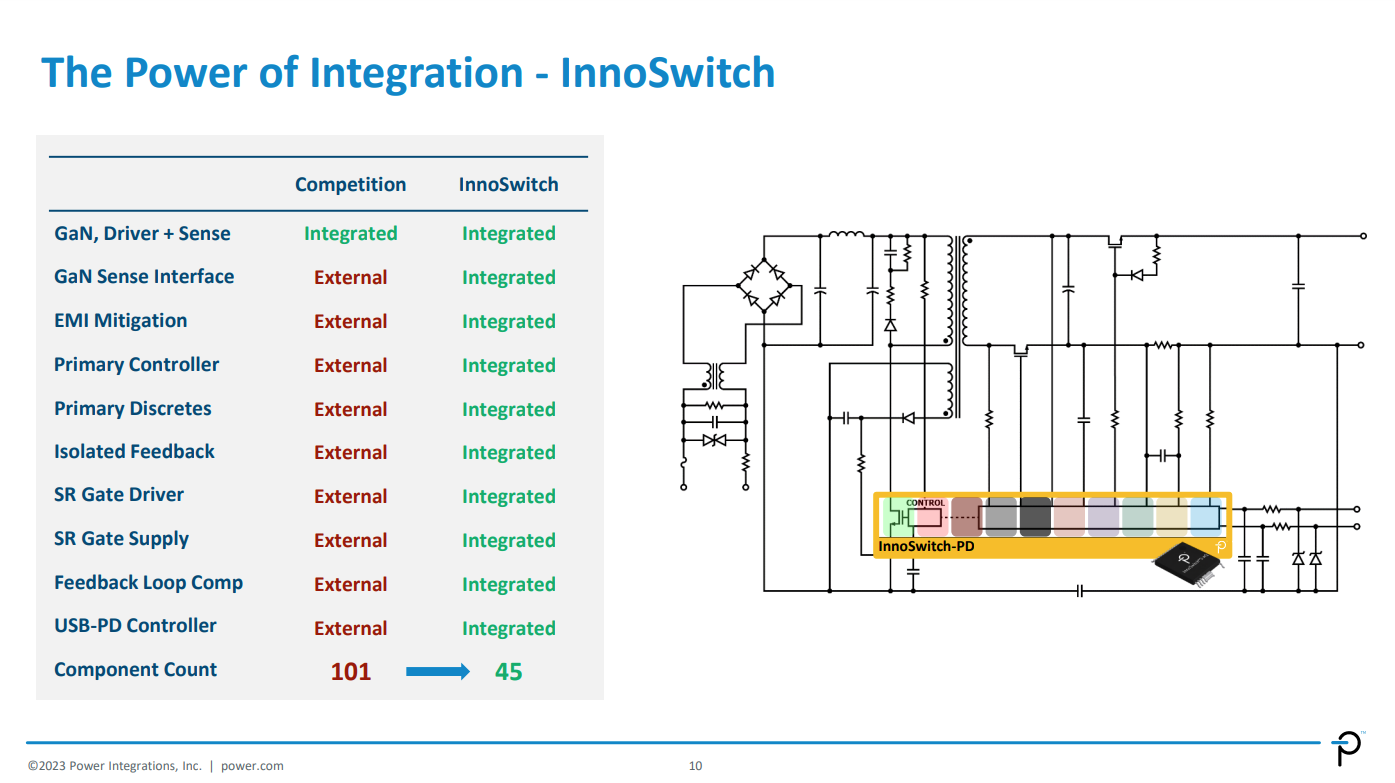 The Power of Integration - InnoSwitch
Competition InnoSwitch
GaN, Driver + Sense Integrated Integrated
GaN Sense Interface External Integrated
EMI Mitigation External Integrated
Primary Controller External Integrated
Primary Discretes External Integrated
Isolated Feedback External Integrated
SR Gate Driver External Integrated
SR Gate Supply External Integrated
Feedback Loop Comp External Integrated
USB-PD Controller External Integrated
Component Count 101 45
CONTROL
InnoSwitch-PD
©2023 Power Integrations, Inc. | power.com
10